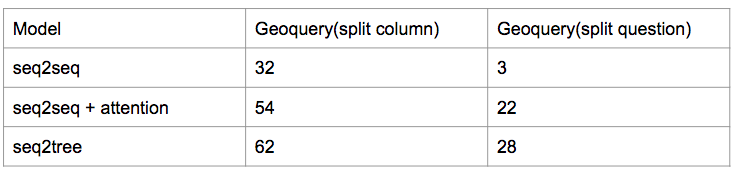 Model Geoquery(split column) Geoquery(split question)
seq2seq 32 3
seq2seq + attention 54 22
seq2tree 62 28